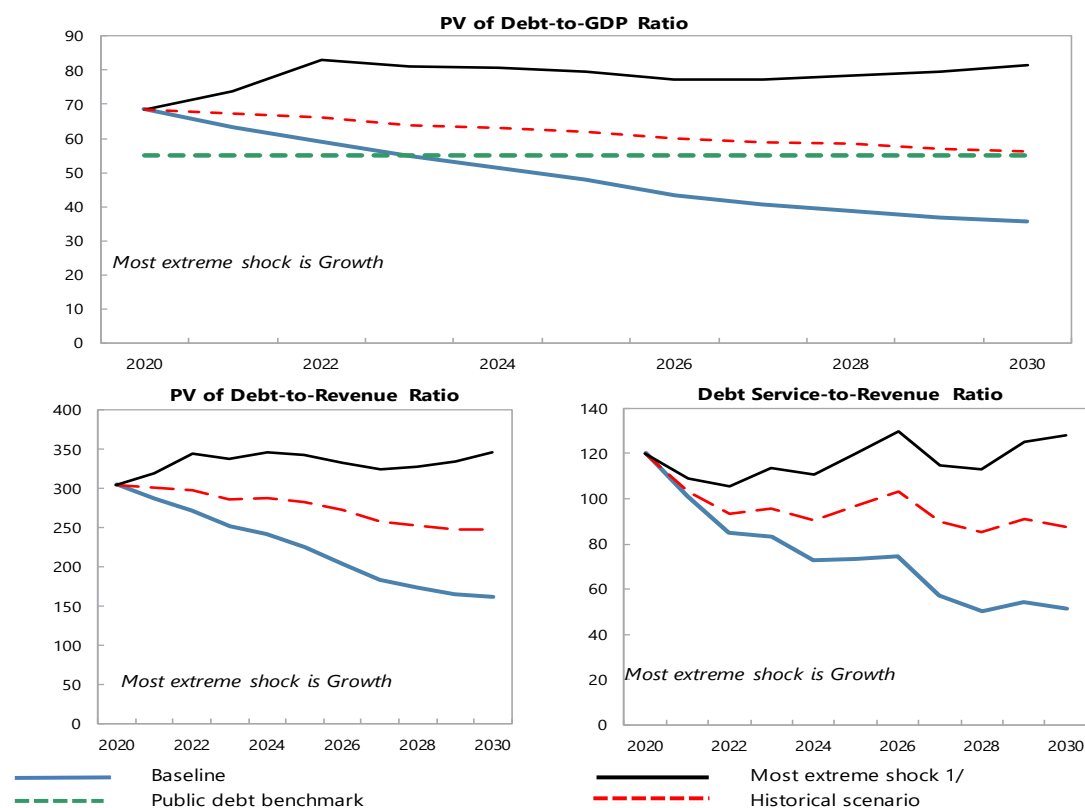 PV of Debt-to-GDP Ratio
90
80
70
60
50
40
30
20
10
0
Most extreme shock is Growth
2020 2022 2024 2026 2028 2030
PV of Debt-to-Revenue Ratio
400
350
300
250
200
150
100
50
0
Most extreme shock is Growth
2020 2022 2024 2026 2028 2030
Debt Service-to-Revenue Ratio
140
120
100
80
60
40
20
0
Most extreme shock is Growth
2020 2022 2024 2026 2028 2030
Baseline
Public debt benchmark
Most extreme shock 1/
Historical scenario